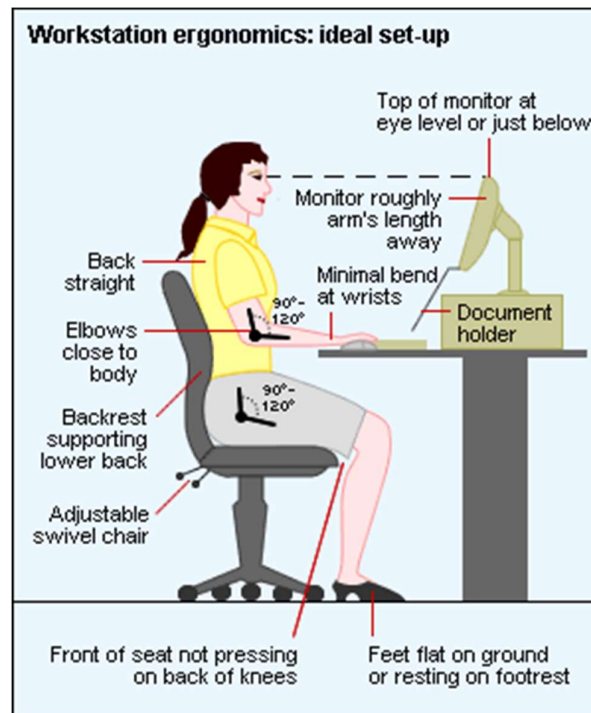 Workstation ergonomics: ideal set-up
Top of monitor at
eye level or just below
Monitor roughly
arm's length
away
Back
straight
Minimal bend
at wrists
90°-
120°
Document
holder
Elbows
close to
body
90°-
120°
Backrest
supporting
lower back
Adjustable
swivel chair
Front of seat not pressing
on back of knees
Feet flat on ground
or resting on footrest